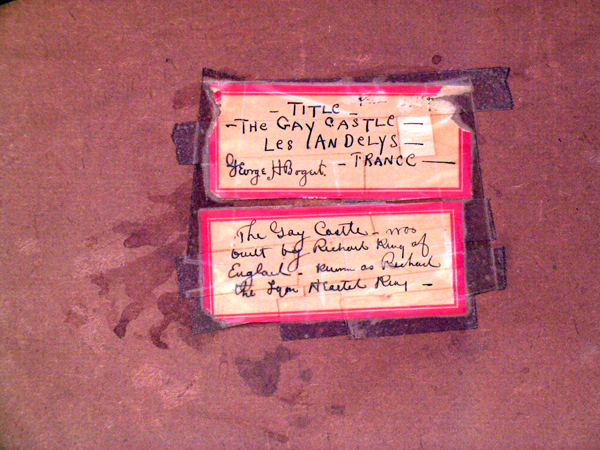 - TITLE -
- THE GAY CASTLE -
LES ANDELYS -
- FRANCE -
George H Bogert.
The Gay Castle - was
built by Richard King of
England - known as Richard
the Lyon Hearted King -